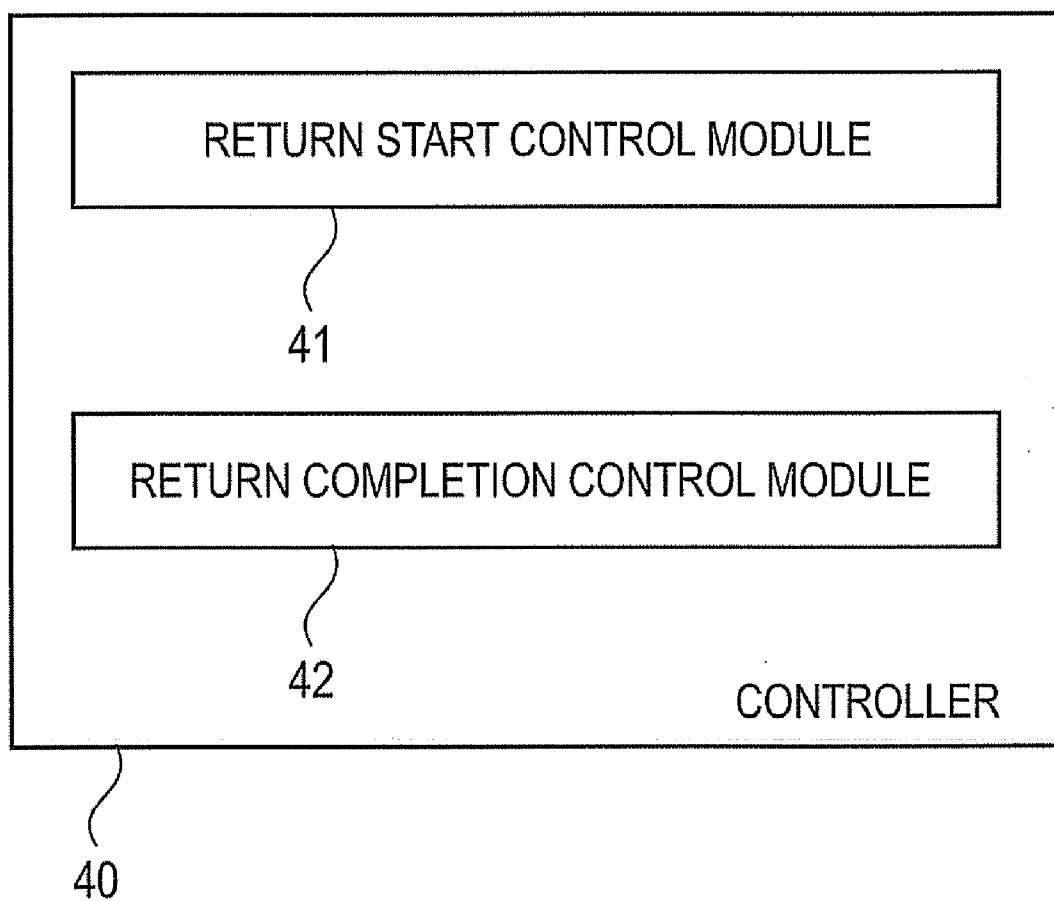 RETURN START CONTROL MODULE
41
RETURN COMPLETION CONTROL MODULE
42
CONTROLLER
40